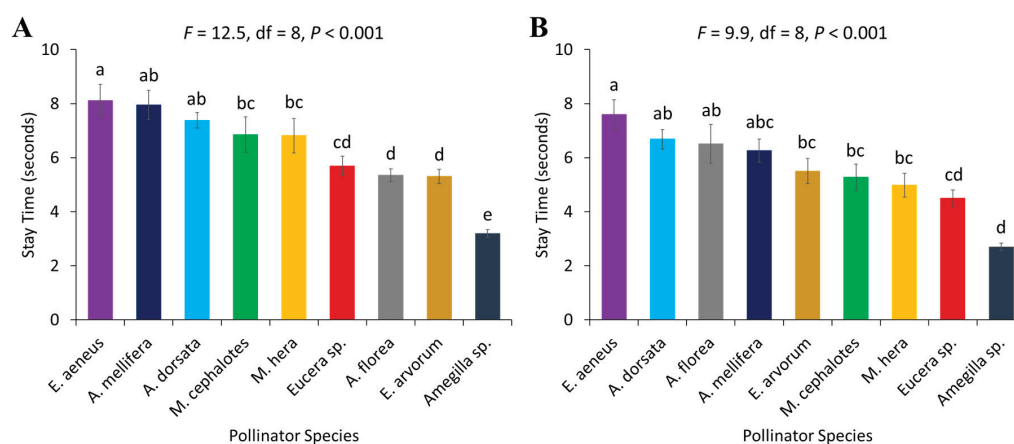 A
F = 12.5, df = 8, P < 0.001
Stay Time (seconds)
10
8
6
4
2
0
a
ab
ab
bc
bc
cd
d
d
e
E. aeneus
A. mellifera
A. dorsata
M. cephalotes
M. hera
Eucera sp.
A. florea
E. arvorum
Amegilla sp.
Pollinator Species
B
F = 9.9, df = 8, P < 0.001
Stay Time (seconds)
10
8
6
4
2
0
a
ab
ab
abc
bc
bc
bc
cd
d
E. aeneus
A. dorsata
A. florea
A. mellifera
E. arvorum
M. cephalotes
M. hera
Eucera sp.
Amegilla sp.
Pollinator Species